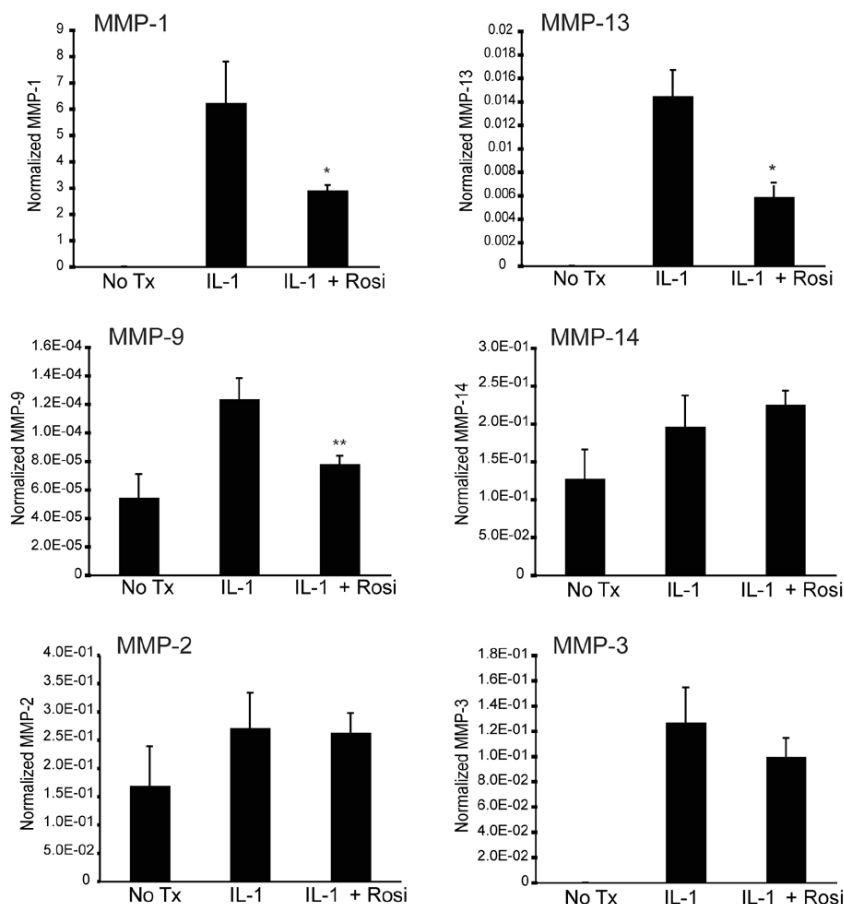 MMP-1
Normalized MMP-1
9
8
7
6
5
4
3
2
1
0
*
No Tx IL-1 IL-1 + Rosi
MMP-13
Normalized MMP-13
0.02
0.018
0.016
0.014
0.012
0.01
0.008
0.006
0.004
0.002
0
*
No Tx IL-1 IL-1 + Rosi
MMP-9
Normalized MMP-9
1.6E-04
1.4E-04
1.2E-04
1.0E-04
8.0E-05
6.0E-05
4.0E-05
2.0E-05
0
**
No Tx IL-1 IL-1 + Rosi
MMP-14
Normalized MMP-14
3.0E-01
2.5E-01
2.0E-01
1.5E-01
1.0E-01
5.0E-02
0
No Tx IL-1 IL-1 + Rosi
MMP-2
Normalized MMP-2
4.0E-01
3.5E-01
3.0E-01
2.5E-01
2.0E-01
1.5E-01
1.0E-01
5.0E-02
0
No Tx IL-1 IL-1 + Rosi
MMP-3
Normalized MMP-3
1.8E-01
1.6E-01
1.4E-01
1.2E-01
1.0E-01
8.0E-02
6.0E-02
4.0E-02
2.0E-02
0
No Tx IL-1 IL-1 + Rosi